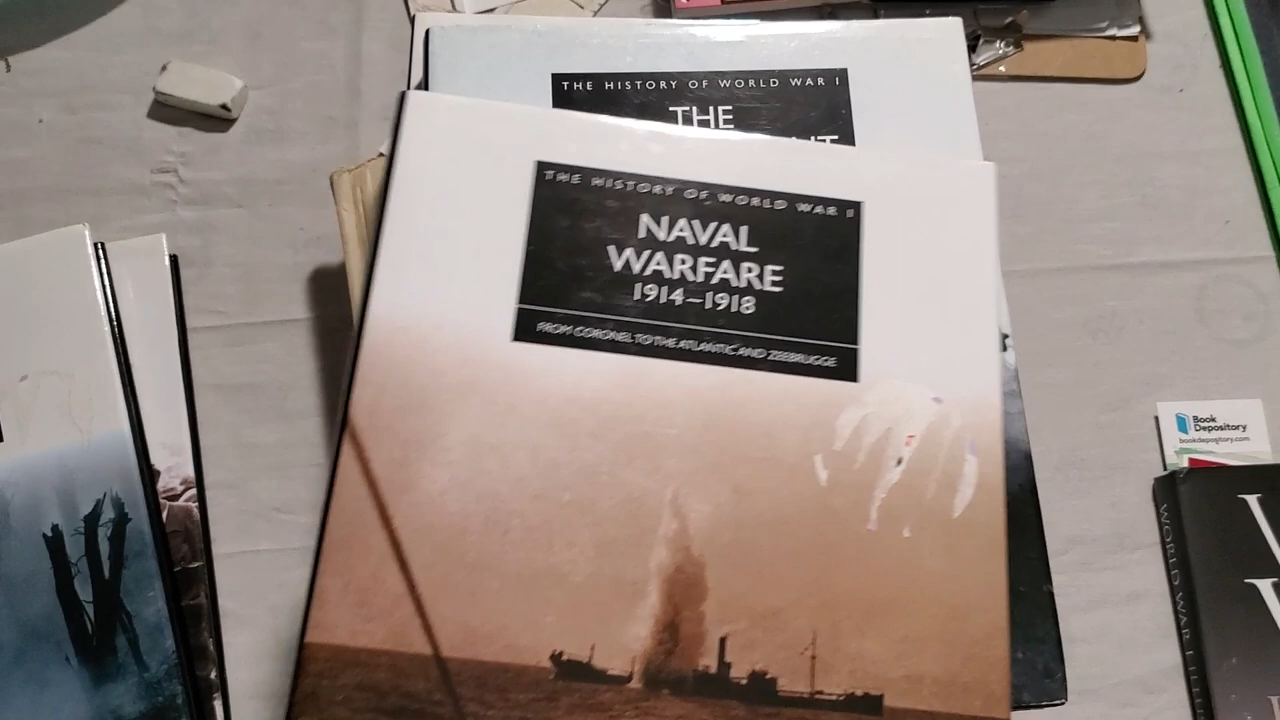 THE HISTORY OF WORLD WAR I
THE
THE HISTORY OF WORLD WAR I
NAVAL
WARFARE
1914–1918
FROM CORONEL TO THE ATLANTIC AND ZEEBRUGGE
Book
Depository
bookdepository.com
WORLD WAR